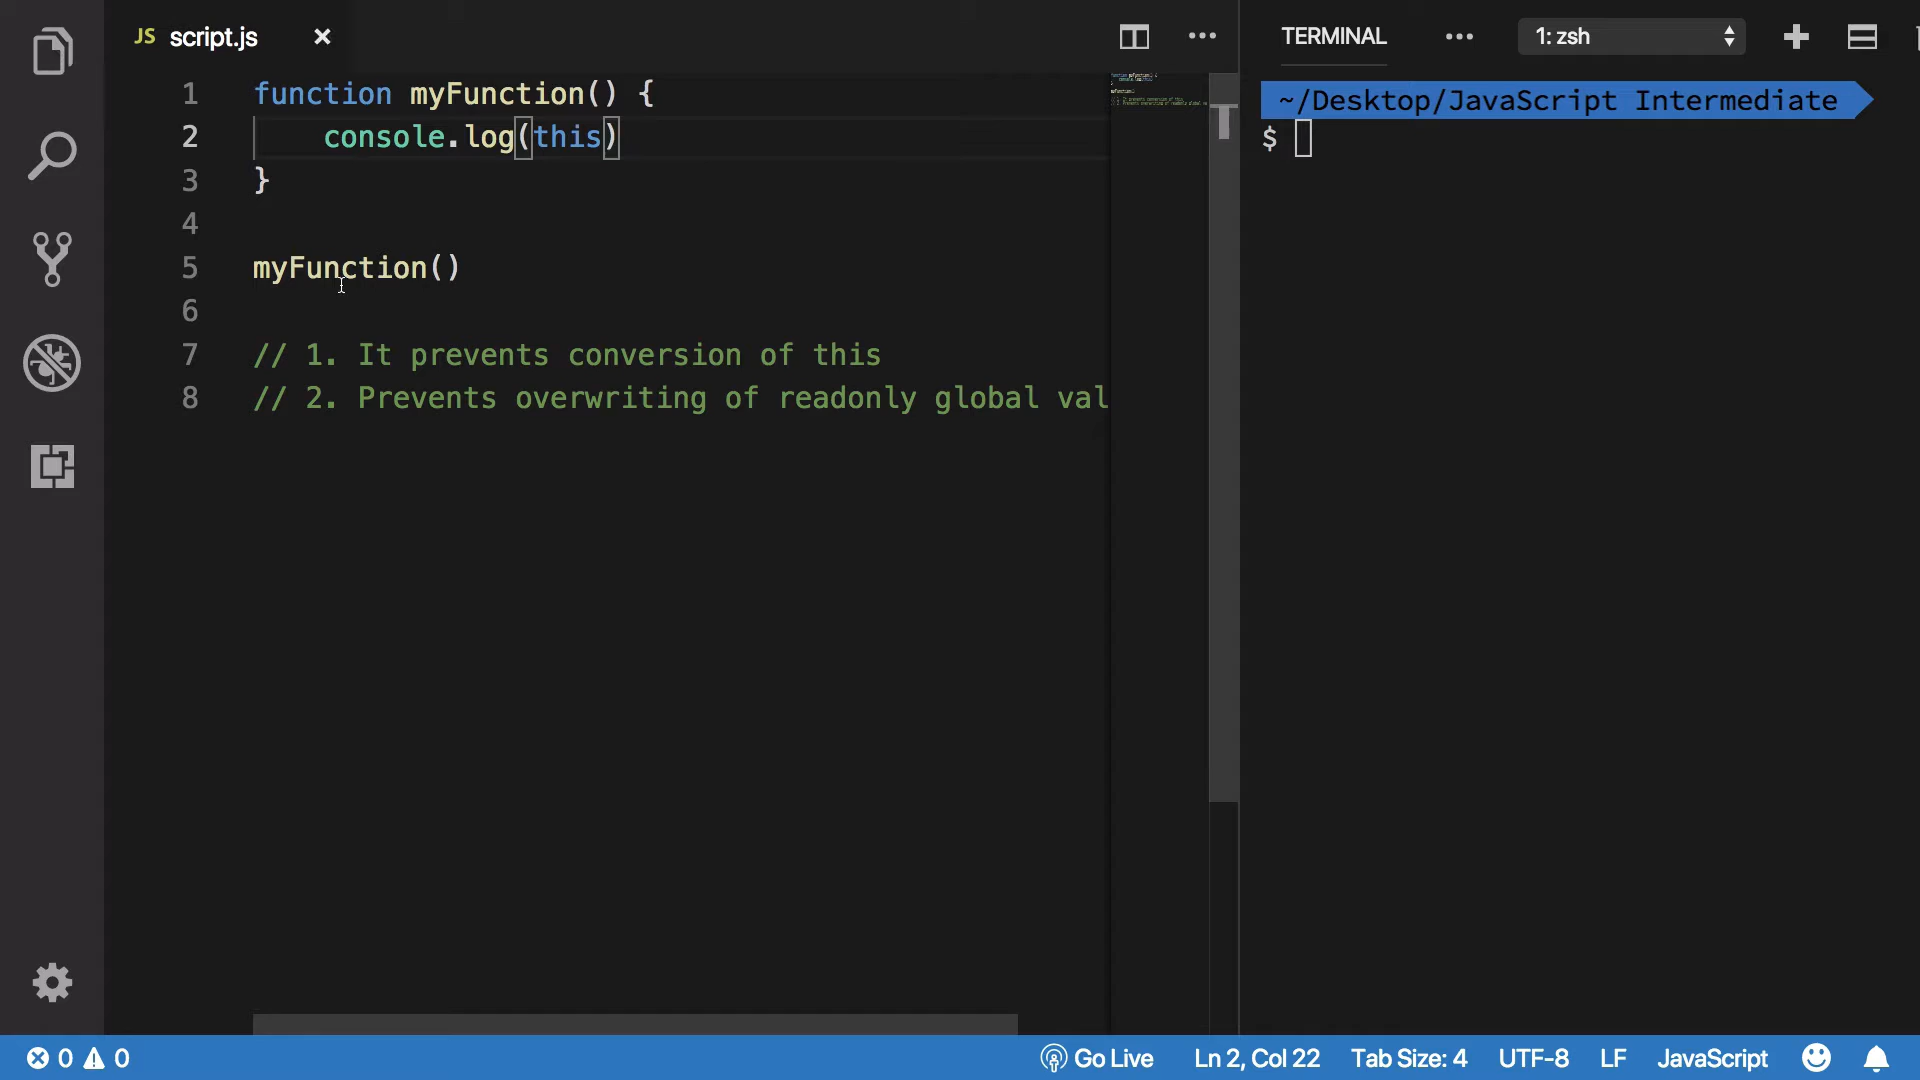 JS script.js
1 function myFunction() {
2     console.log(this)
3 }
4
5 myFunction()
6
7 // 1. It prevents conversion of this
8 // 2. Prevents overwriting of readonly global val
TERMINAL
1: zsh
~/Desktop/JavaScript Intermediate
$
0 0
Go Live
Ln 2, Col 22
Tab Size: 4
UTF-8
LF
JavaScript